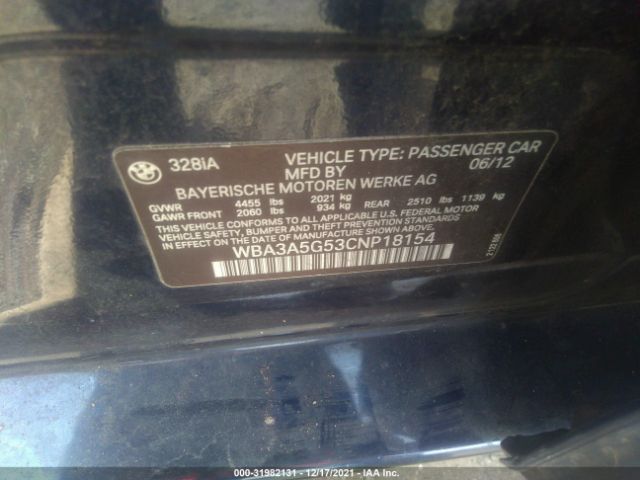 BMW
328iA
VEHICLE TYPE: PASSENGER CAR
MFD BY 06/12
BAYERISCHE MOTOREN WERKE AG
GVWR 4455 lbs 2021 kg
GAWR FRONT 2060 lbs 934 kg REAR 2510 lbs 1139 kg
THIS VEHICLE CONFORMS TO ALL APPLICABLE U.S. FEDERAL MOTOR
VEHICLE SAFETY, BUMPER AND THEFT PREVENTION STANDARDS
IN EFFECT ON THE DATE OF MANUFACTURE SHOWN ABOVE.
WBA3A5G53CNP18154
000-31982131 - 12/17/2021 - IAA Inc.